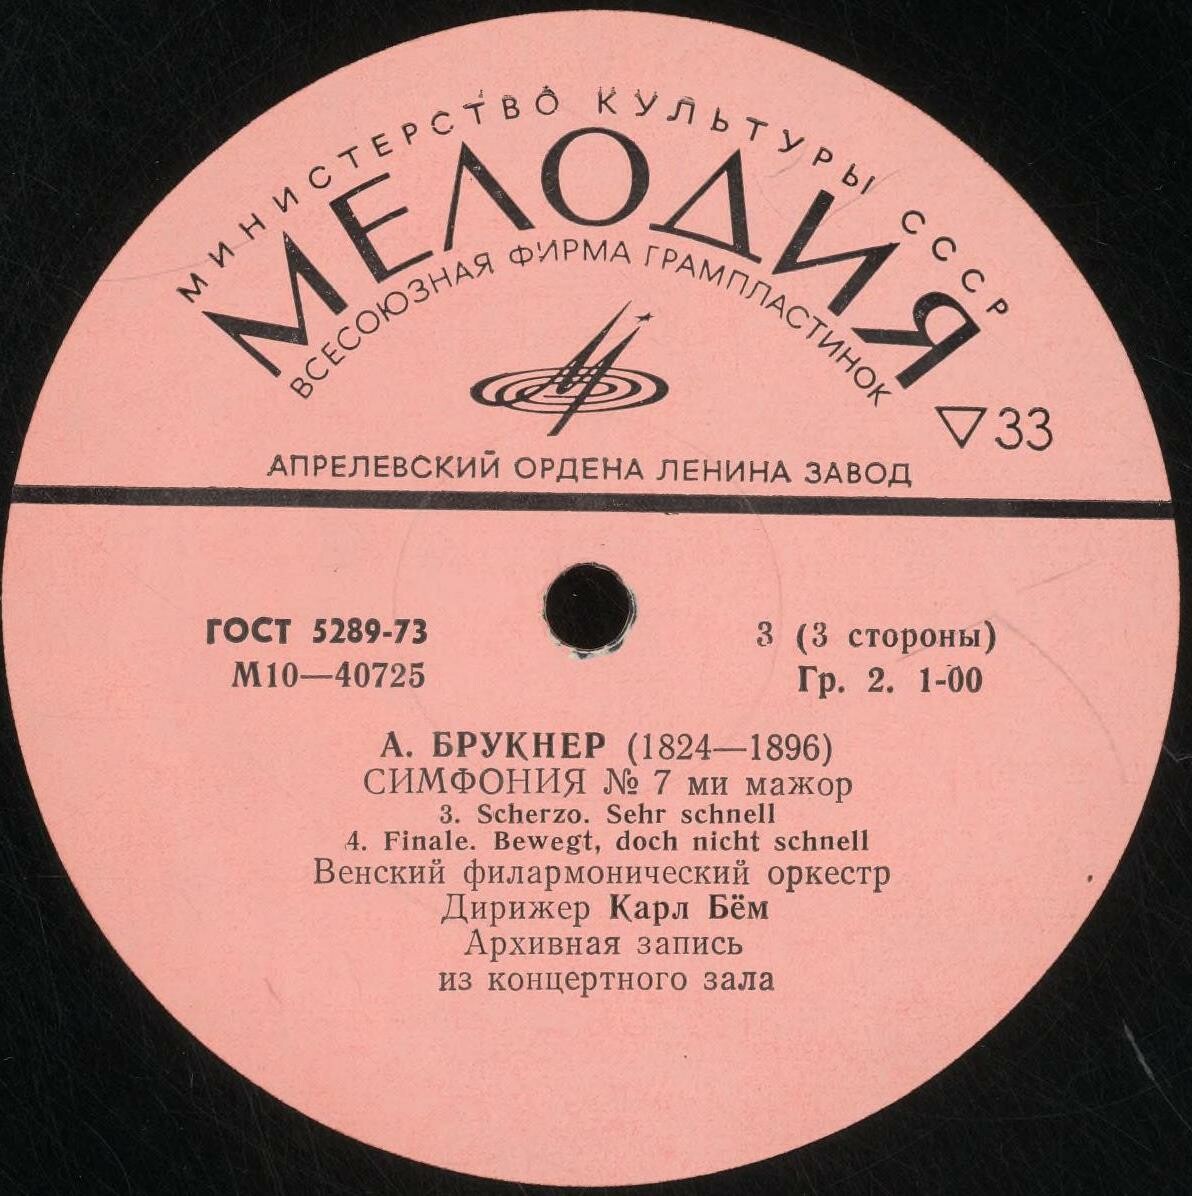 МИНИСТЕРСТВО КУЛЬТУРЫ СССР
МЕЛОДИЯ
ВСЕСОЮЗНАЯ ФИРМА ГРАМПЛАСТИНОК
▽33
АПРЕЛЕВСКИЙ ОРДЕНА ЛЕНИНА ЗАВОД
ГОСТ 5289-73
М10—40725
3 (3 стороны)
Гр. 2. 1-00
А. БРУКНЕР (1824—1896)
СИМФОНИЯ № 7 ми мажор
3. Scherzo. Sehr schnell
4. Finale. Bewegt, doch nicht schnell
Венский филармонический оркестр
Дирижер Карл Бём
Архивная запись
из концертного зала